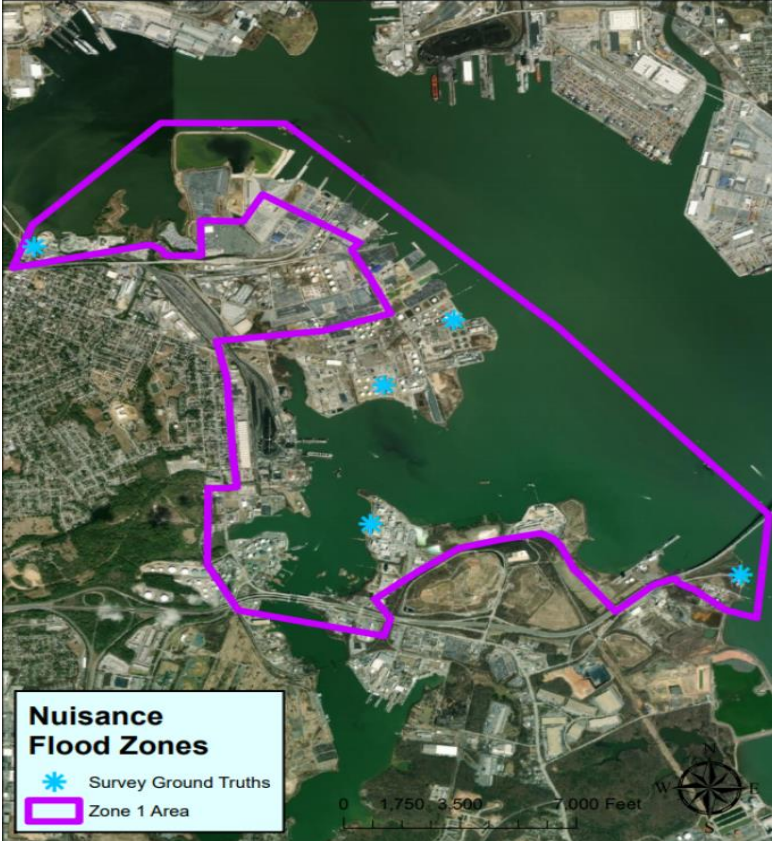 Nuisance
Flood Zones
Survey Ground Truths
Zone 1 Area
0 1,750 3,500 7,000 Feet
N
W E
S